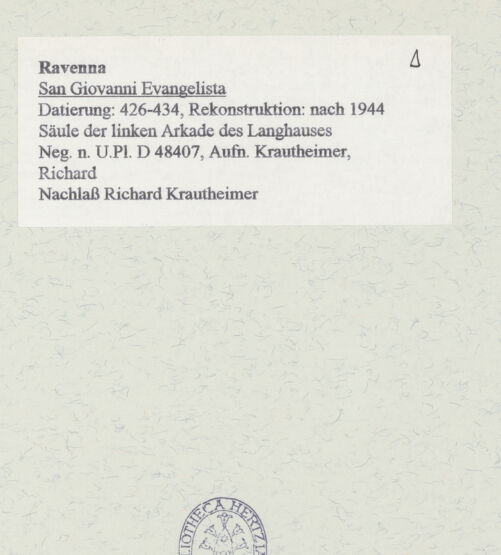 Ravenna
San Giovanni Evangelista
Datierung: 426-434, Rekonstruktion: nach 1944
Säule der linken Arkade des Langhauses
Neg. n. U.Pl. D 48407, Aufn. Krautheimer,
Richard
Nachlaß Richard Krautheimer
Δ